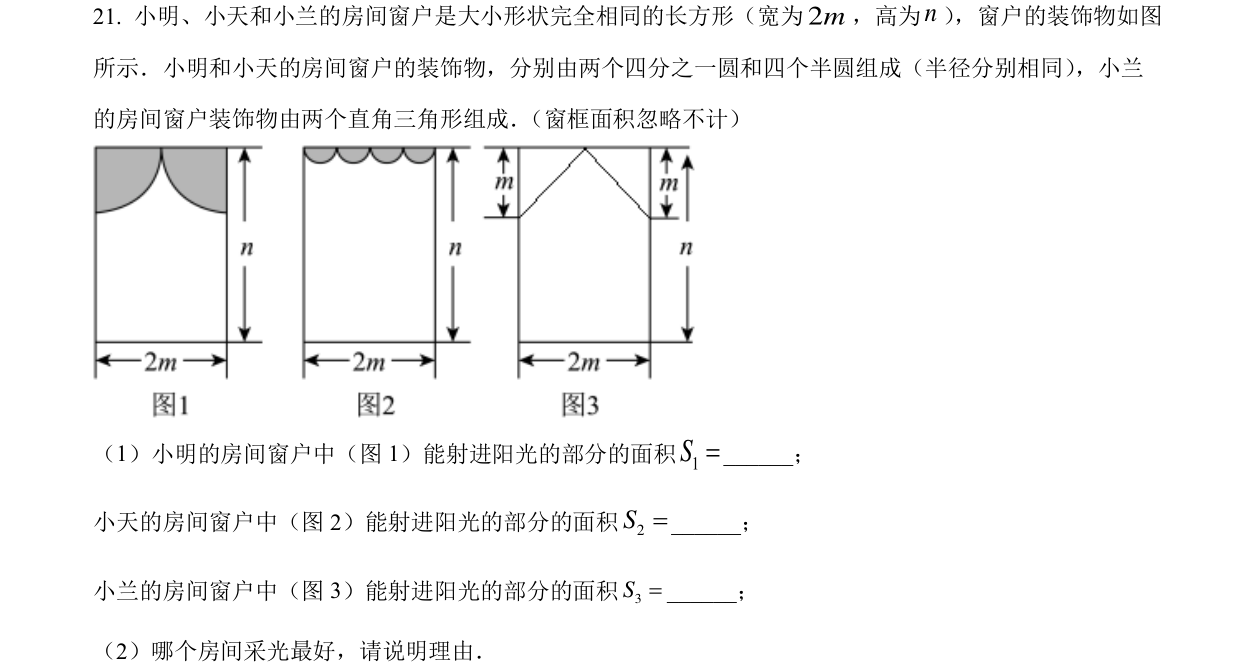 21. 小明、小天和小兰的房间窗户是大小形状完全相同的长方形（宽为2m，高为n），窗户的装饰物如图
所示．小明和小天的房间窗户的装饰物，分别由两个四分之一圆和四个半圆组成（半径分别相同），小兰
的房间窗户装饰物由两个直角三角形组成．（窗框面积忽略不计）
m m
n n n
2m 2m 2m
图1 图2 图3
（1）小明的房间窗户中（图1）能射进阳光的部分的面积S₁=______；
小天的房间窗户中（图2）能射进阳光的部分的面积S₂=______；
小兰的房间窗户中（图3）能射进阳光的部分的面积S₃=______；
（2）哪个房间采光最好，请说明理由．